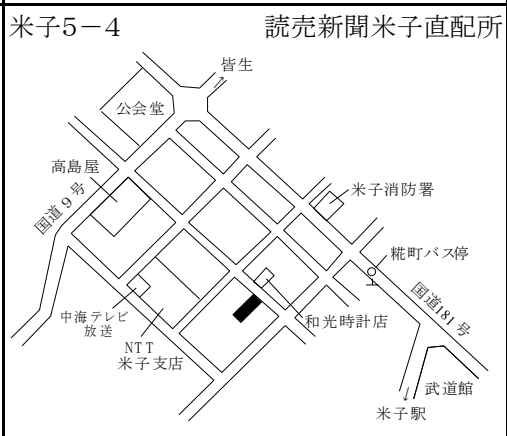 米子5−4
読売新聞米子直配所
皆生
公会堂
高島屋
国道9号
米子消防署
糀町バス停
国道181号
中海テレビ
放送
NTT
米子支店
和光時計店
武道館
米子駅